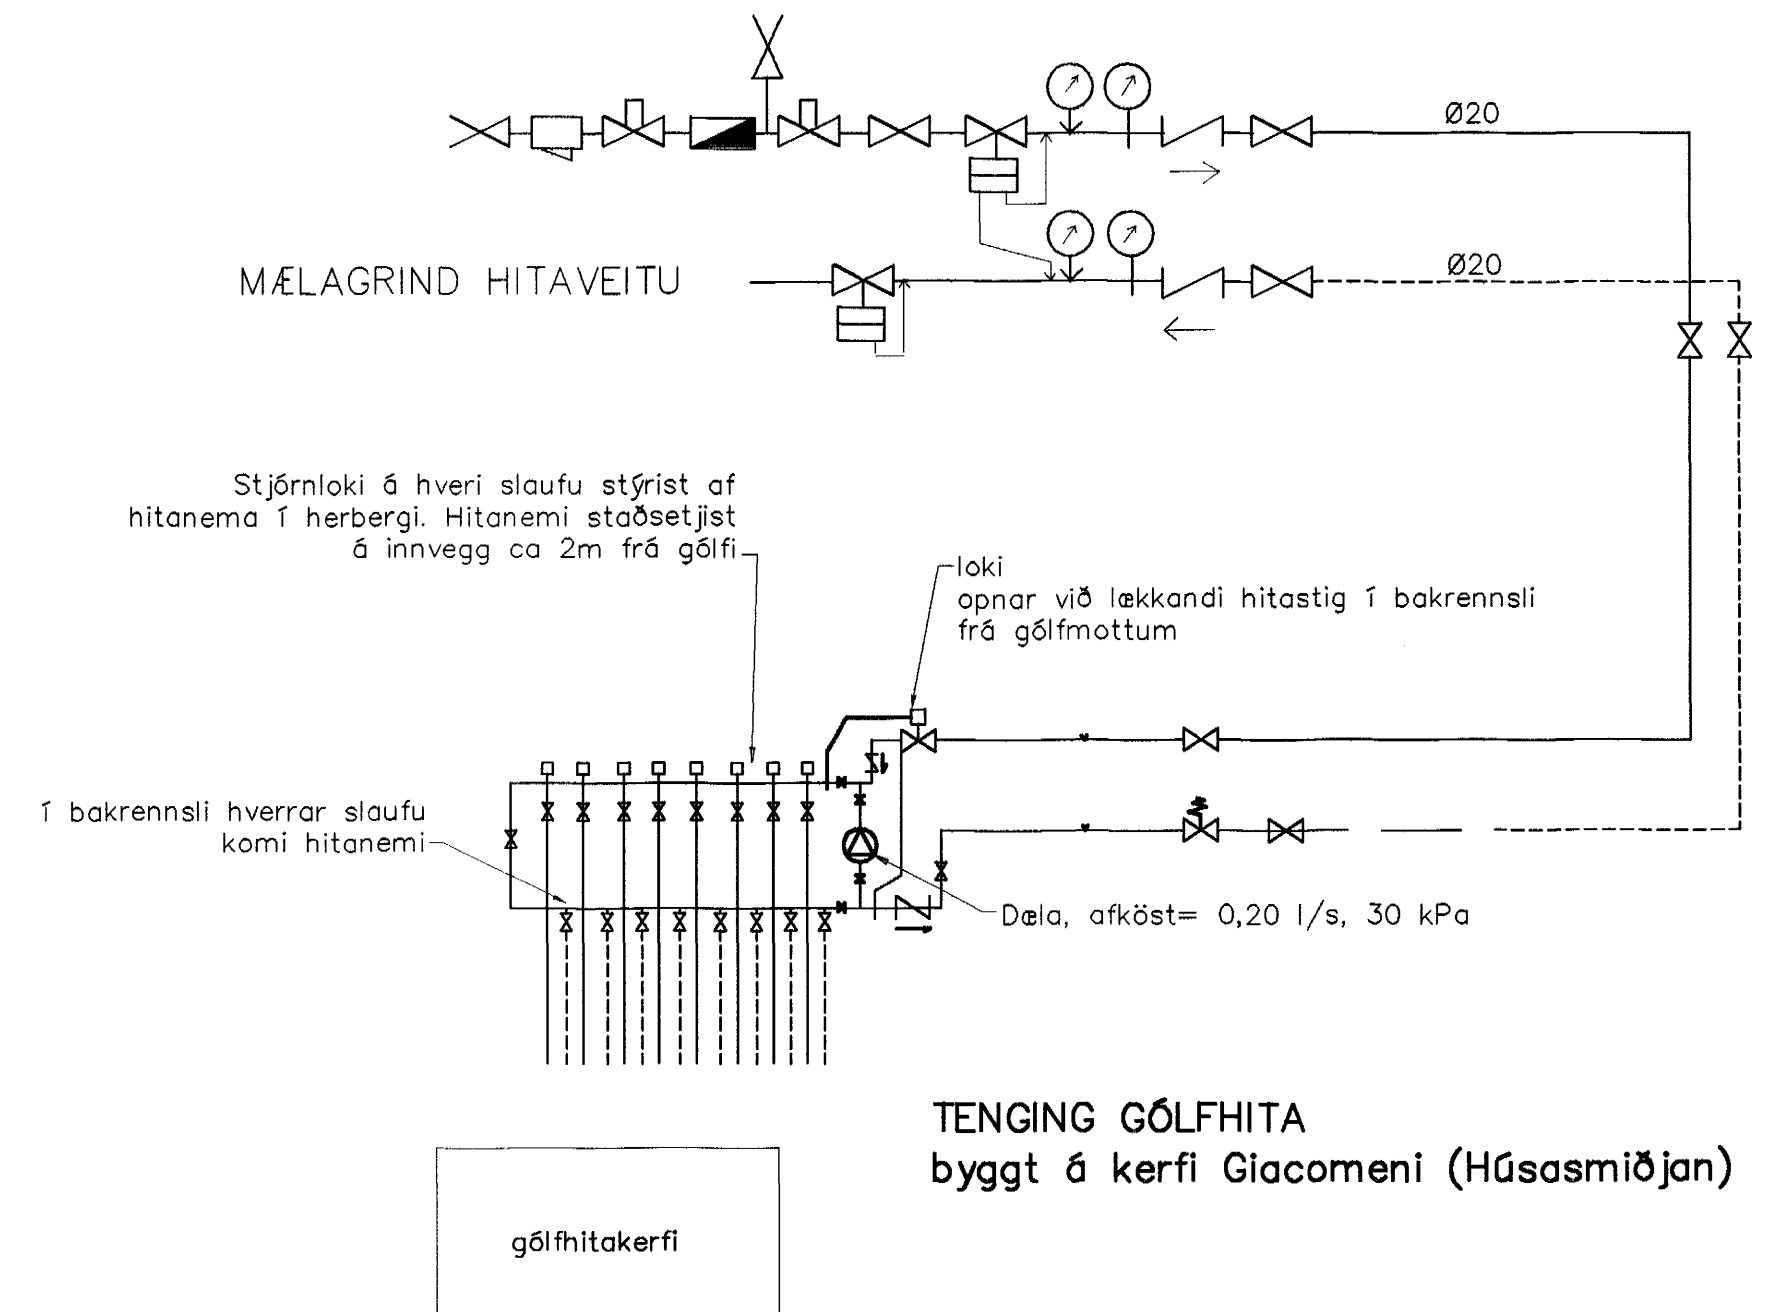 Ø20
MÆLAGRIND HITAVEITU
Ø20
Stjórnloki á hveri slaufu stýrist af
hitanema í herbergi. Hitanemi staðsetjist
á innvegg ca 2m frá gólfi
loki
opnar við lækkandi hitastig í bakrennsli
frá gólfmottum
í bakrennsli hverrar slaufu
komi hitanemi
Dæla, afköst= 0,20 l/s, 30 kPa
TENGING GÓLFHITA
byggt á kerfi Giacomeni (Húsasmiðjan)
gólfhitakerfi